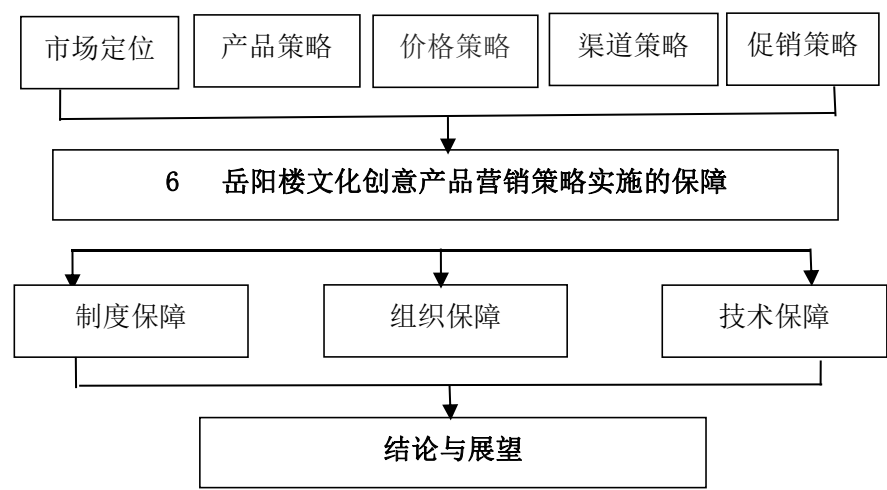 市场定位 产品策略 价格策略 渠道策略 促销策略
6 岳阳楼文化创意产品营销策略实施的保障
制度保障 组织保障 技术保障
结论与展望